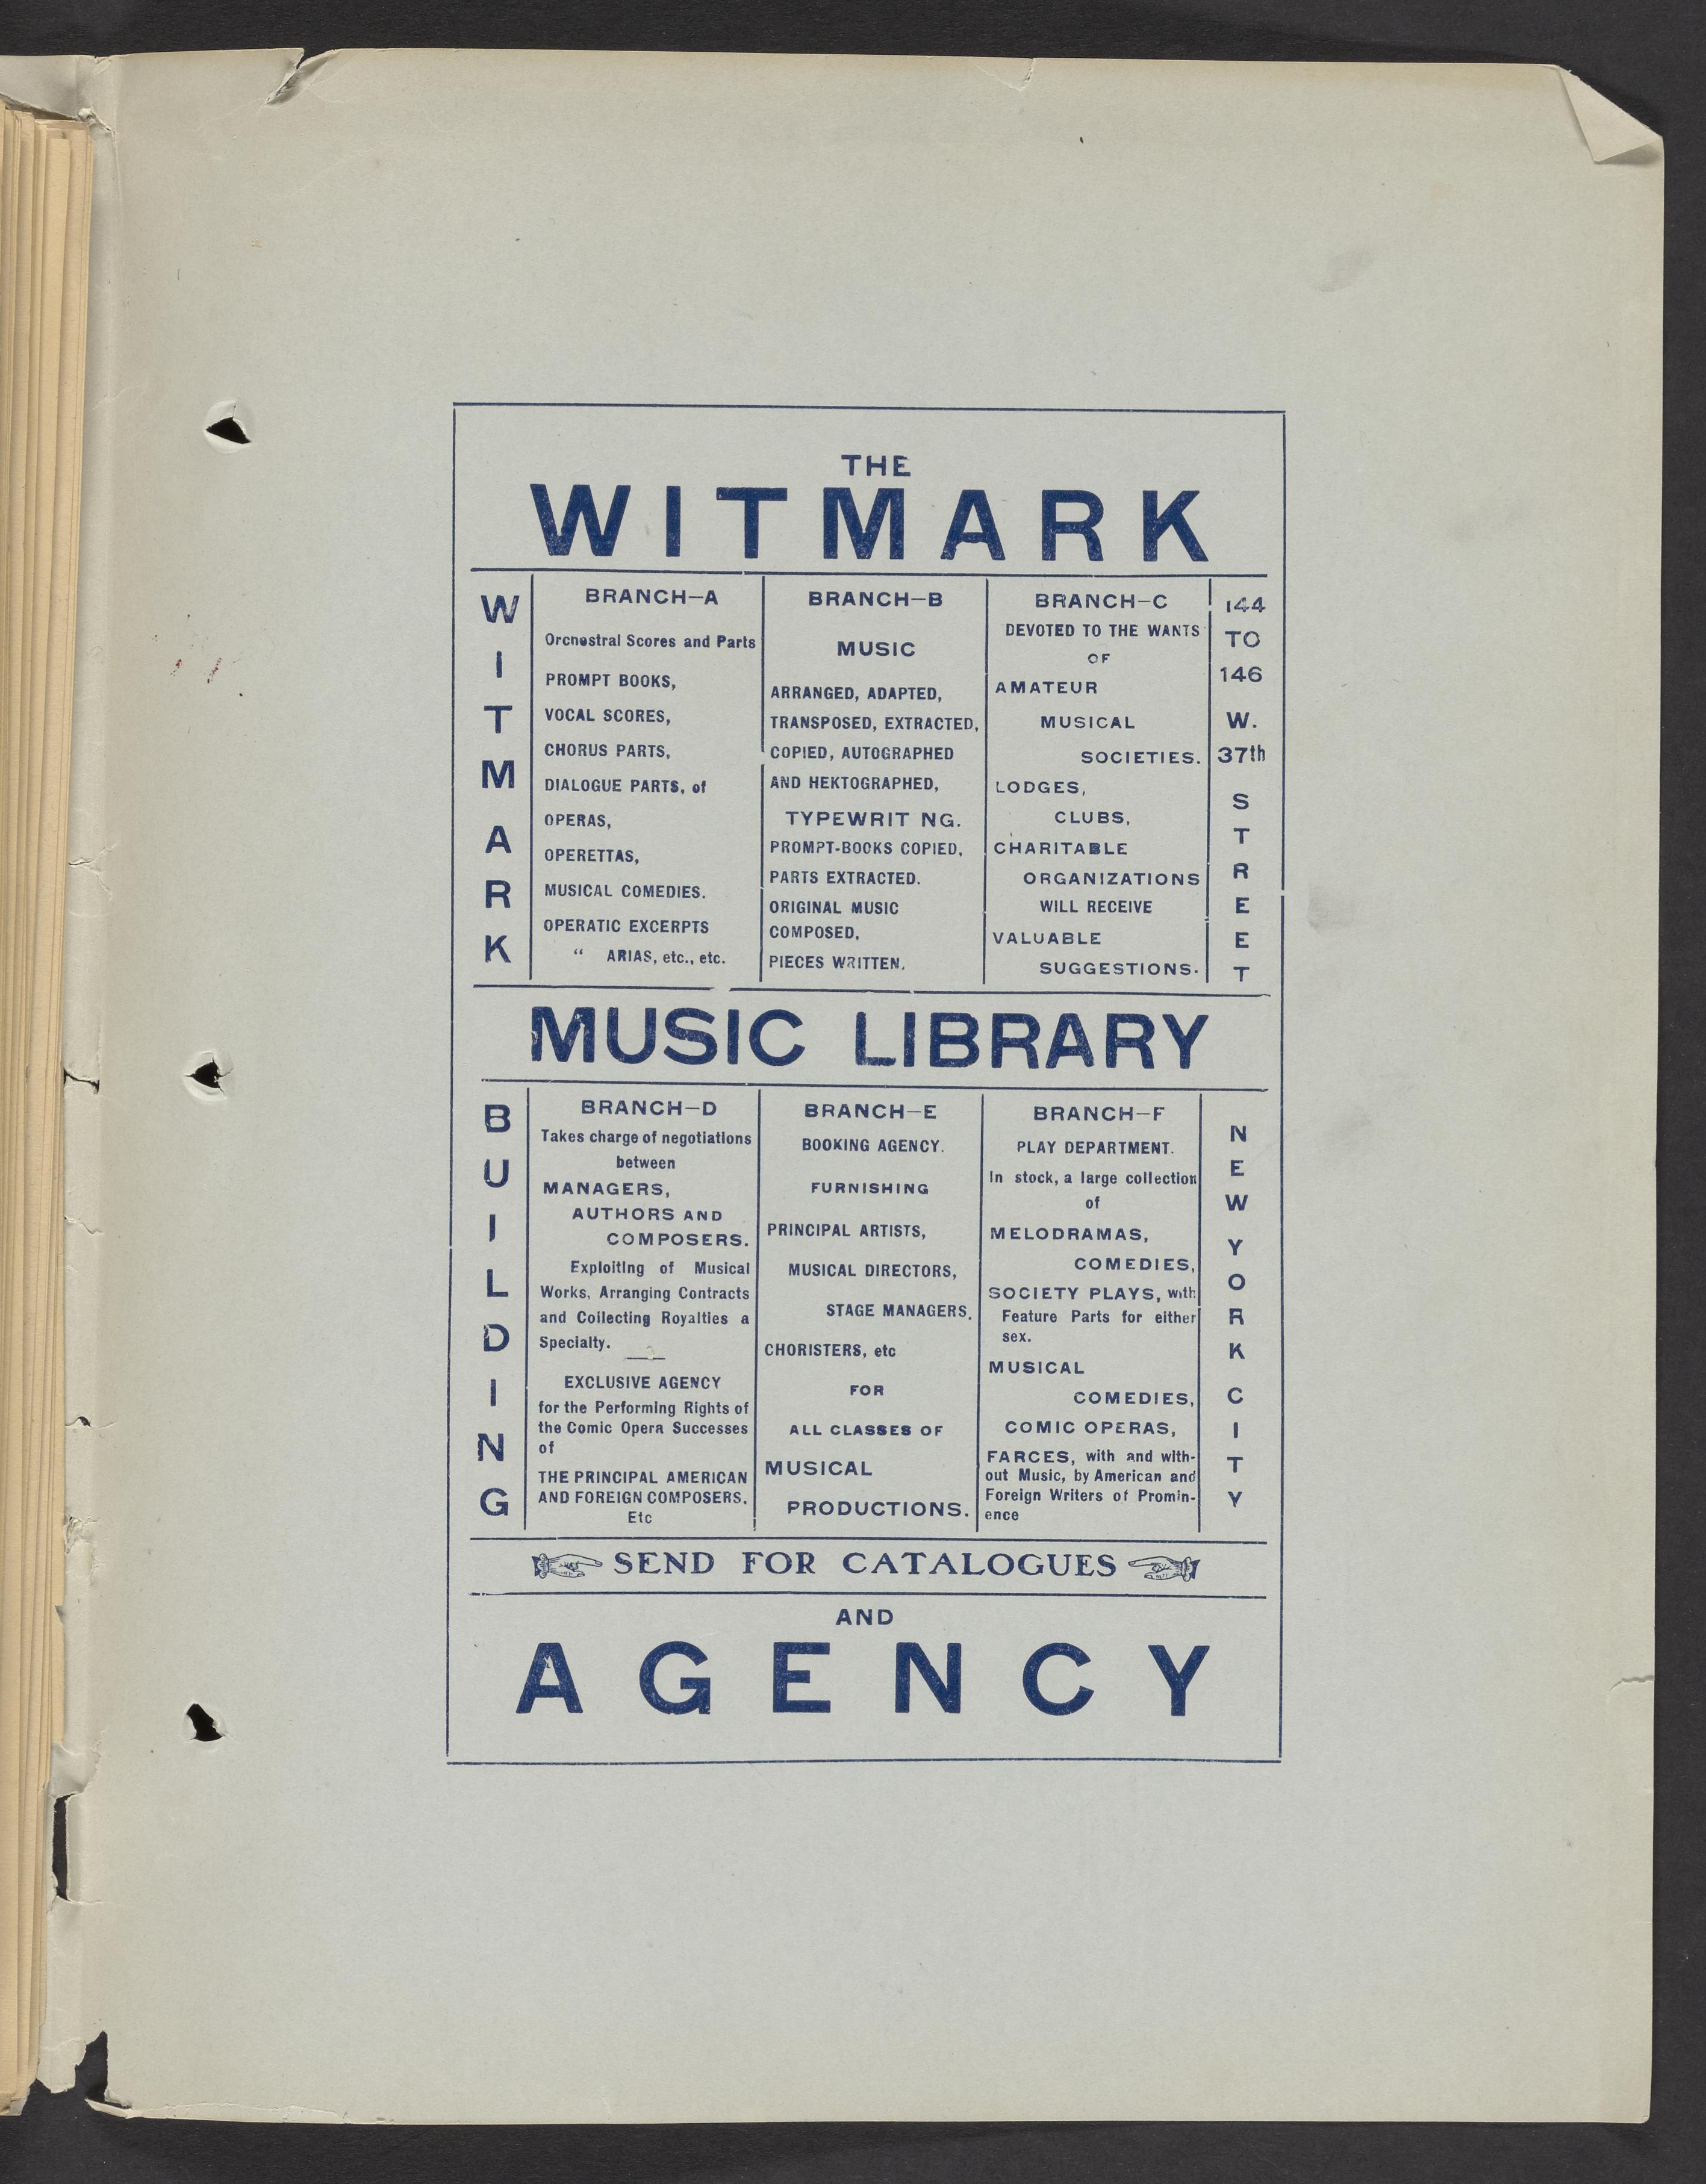 THE
WITMARK
WITMARK
BRANCH—A
Orchestral Scores and Parts
PROMPT BOOKS,
VOCAL SCORES,
CHORUS PARTS,
DIALOGUE PARTS, of
OPERAS,
OPERETTAS,
MUSICAL COMEDIES.
OPERATIC EXCERPTS
“ ARIAS, etc., etc.
BRANCH—B
MUSIC
ARRANGED, ADAPTED,
TRANSPOSED, EXTRACTED,
COPIED, AUTOGRAPHED
AND HEKTOGRAPHED,
TYPEWRIT NG.
PROMPT-BOOKS COPIED,
PARTS EXTRACTED.
ORIGINAL MUSIC
COMPOSED,
PIECES WRITTEN.
BRANCH—C
DEVOTED TO THE WANTS
OF
AMATEUR
MUSICAL
SOCIETIES.
LODGES,
CLUBS,
CHARITABLE
ORGANIZATIONS
WILL RECEIVE
VALUABLE
SUGGESTIONS.
144
TO
146
W.
37th
STREET
MUSIC LIBRARY
BUILDING
BRANCH—D
Takes charge of negotiations
between
MANAGERS,
AUTHORS AND
COMPOSERS.
Exploiting of Musical
Works, Arranging Contracts
and Collecting Royalties a
Specialty.
EXCLUSIVE AGENCY
for the Performing Rights of
the Comic Opera Successes
of
THE PRINCIPAL AMERICAN
AND FOREIGN COMPOSERS.
Etc
BRANCH—E
BOOKING AGENCY.
FURNISHING
PRINCIPAL ARTISTS,
MUSICAL DIRECTORS,
STAGE MANAGERS,
CHORISTERS, etc
FOR
ALL CLASSES OF
MUSICAL
PRODUCTIONS.
BRANCH—F
PLAY DEPARTMENT.
In stock, a large collection
of
MELODRAMAS,
COMEDIES,
SOCIETY PLAYS, with
Feature Parts for either
sex.
MUSICAL
COMEDIES,
COMIC OPERAS,
FARCES, with and with-
out Music, by American and
Foreign Writers of Promin-
ence
NEW
YORK
CITY
SEND FOR CATALOGUES
AND
AGENCY